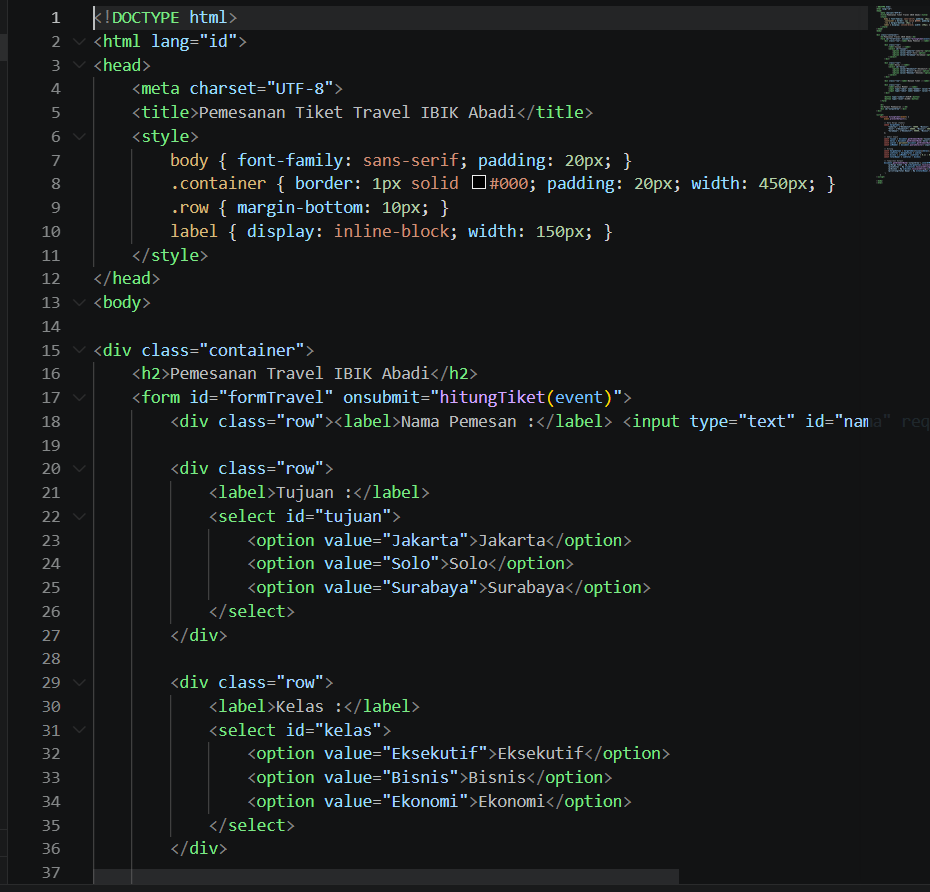 1 <!DOCTYPE html>
2 <html lang="id">
3 <head>
4 <meta charset="UTF-8">
5 <title>Pemesanan Tiket Travel IBIK Abadi</title>
6 <style>
7 body { font-family: sans-serif; padding: 20px; }
8 .container { border: 1px solid #000; padding: 20px; width: 450px; }
9 .row { margin-bottom: 10px; }
10 label { display: inline-block; width: 150px; }
11 </style>
12 </head>
13 <body>
14
15 <div class="container">
16 <h2>Pemesanan Travel IBIK Abadi</h2>
17 <form id="formTravel" onsubmit="hitungTiket(event)">
18 <div class="row"><label>Nama Pemesan :</label> <input type="text" id="nama" req
19
20 <div class="row">
21 <label>Tujuan :</label>
22 <select id="tujuan">
23 <option value="Jakarta">Jakarta</option>
24 <option value="Solo">Solo</option>
25 <option value="Surabaya">Surabaya</option>
26 </select>
27 </div>
28
29 <div class="row">
30 <label>Kelas :</label>
31 <select id="kelas">
32 <option value="Eksekutif">Eksekutif</option>
33 <option value="Bisnis">Bisnis</option>
34 <option value="Ekonomi">Ekonomi</option>
35 </select>
36 </div>
37